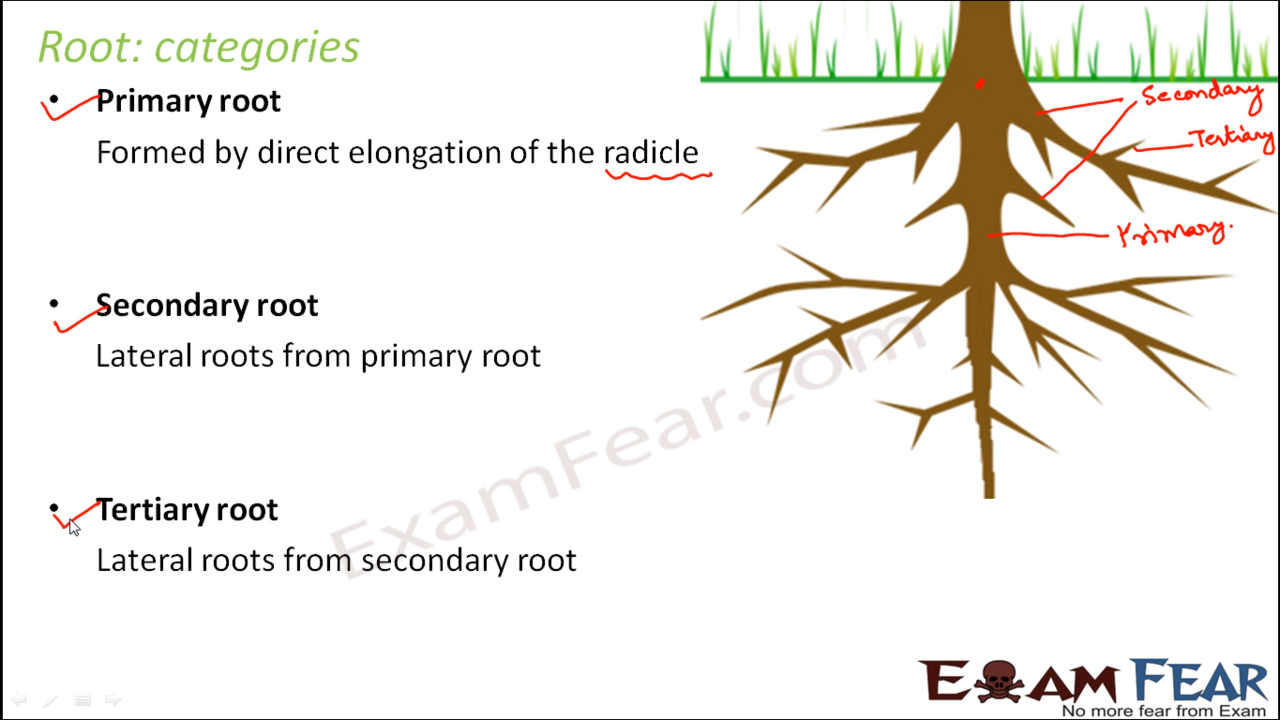 Root: categories
• Primary root
Formed by direct elongation of the radicle
• Secondary root
Lateral roots from primary root
• Tertiary root
Lateral roots from secondary root
Secondary
Tertiary
Primary.
ExamFear.com
EXAM FEAR
No more fear from Exam